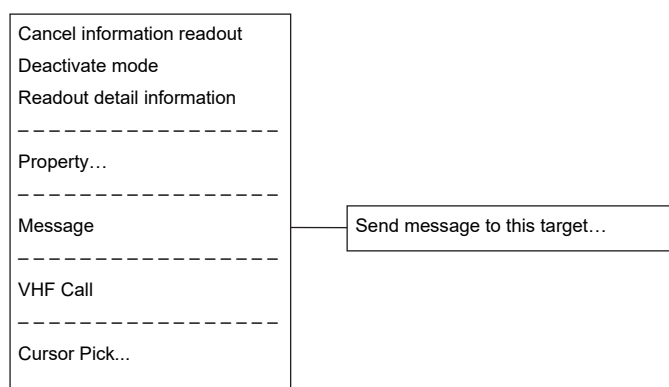 Cancel information readout
Deactivate mode
Readout detail information
Property…
Message
Send message to this target…
VHF Call
Cursor Pick...